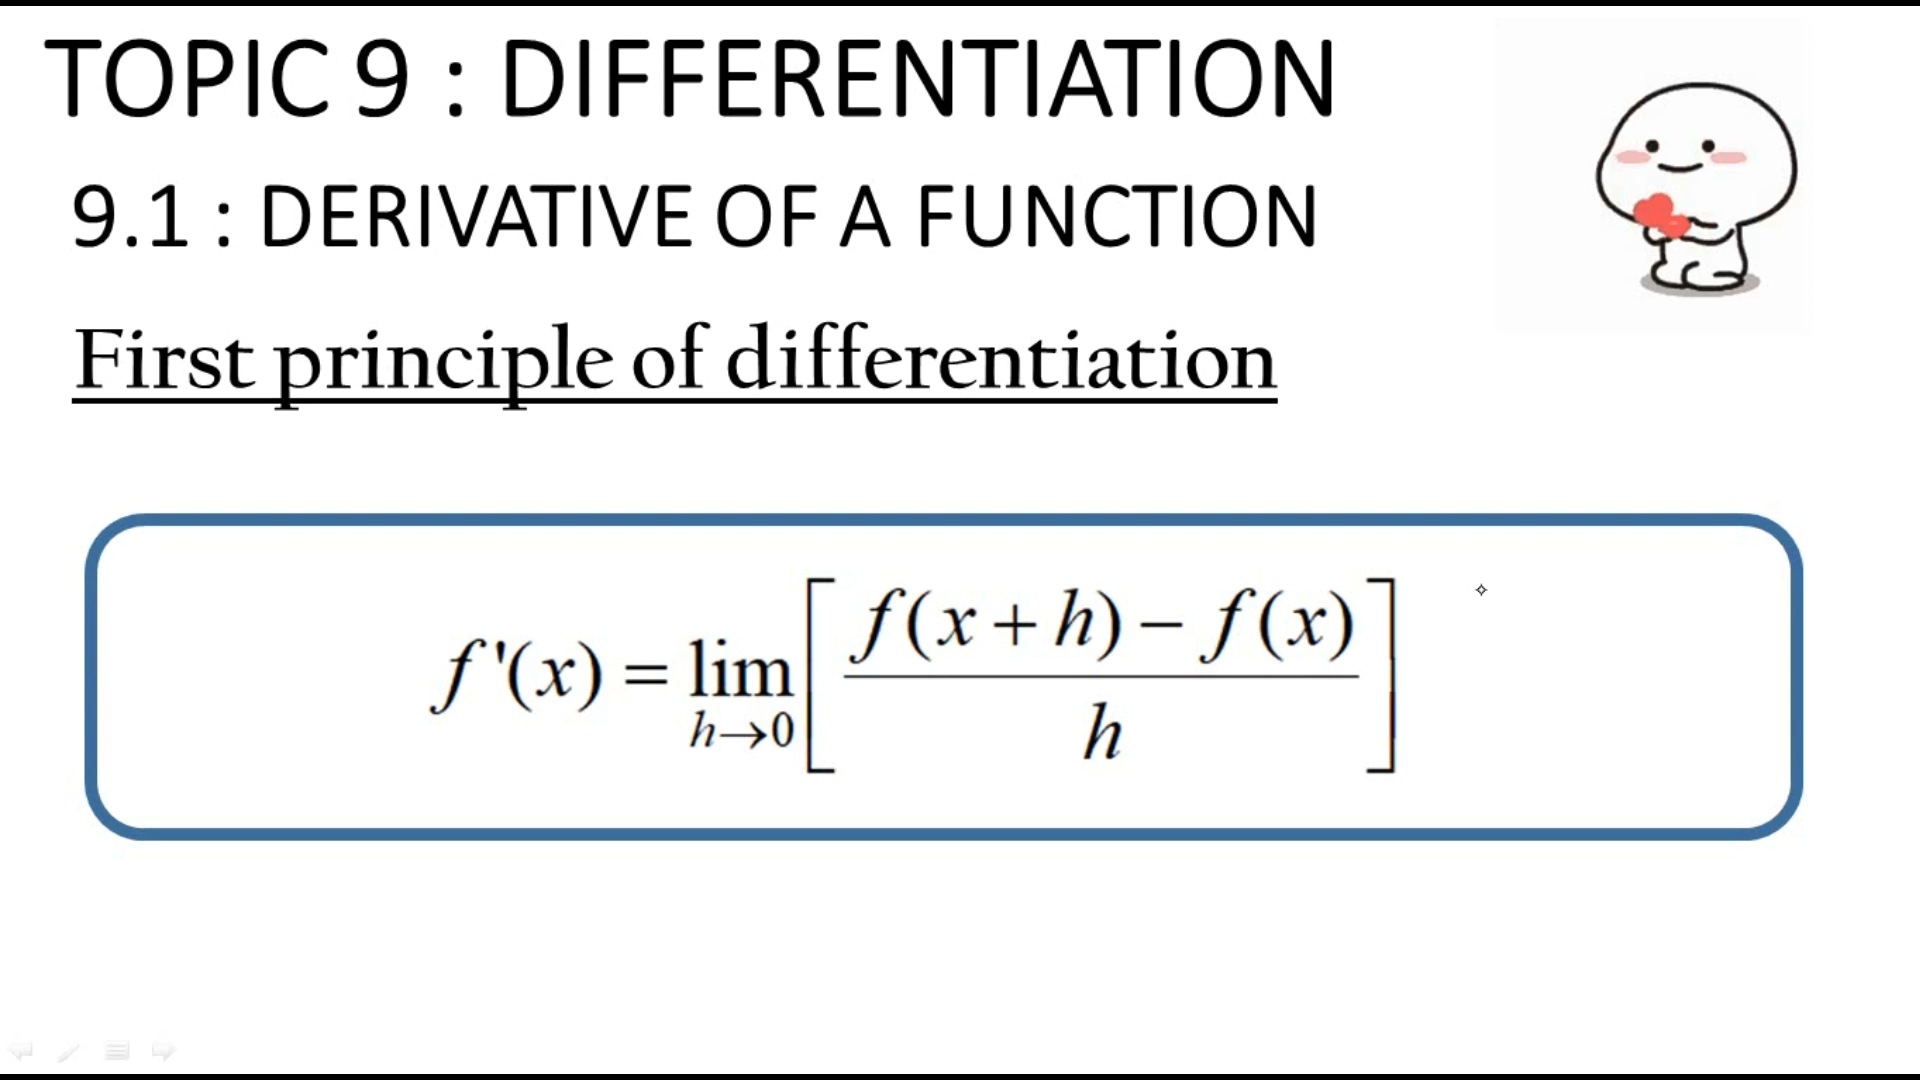 TOPIC 9 : DIFFERENTIATION
9.1 : DERIVATIVE OF A FUNCTION
First principle of differentiation
f'(x) = lim h→0 [ f(x + h) − f(x) / h ]